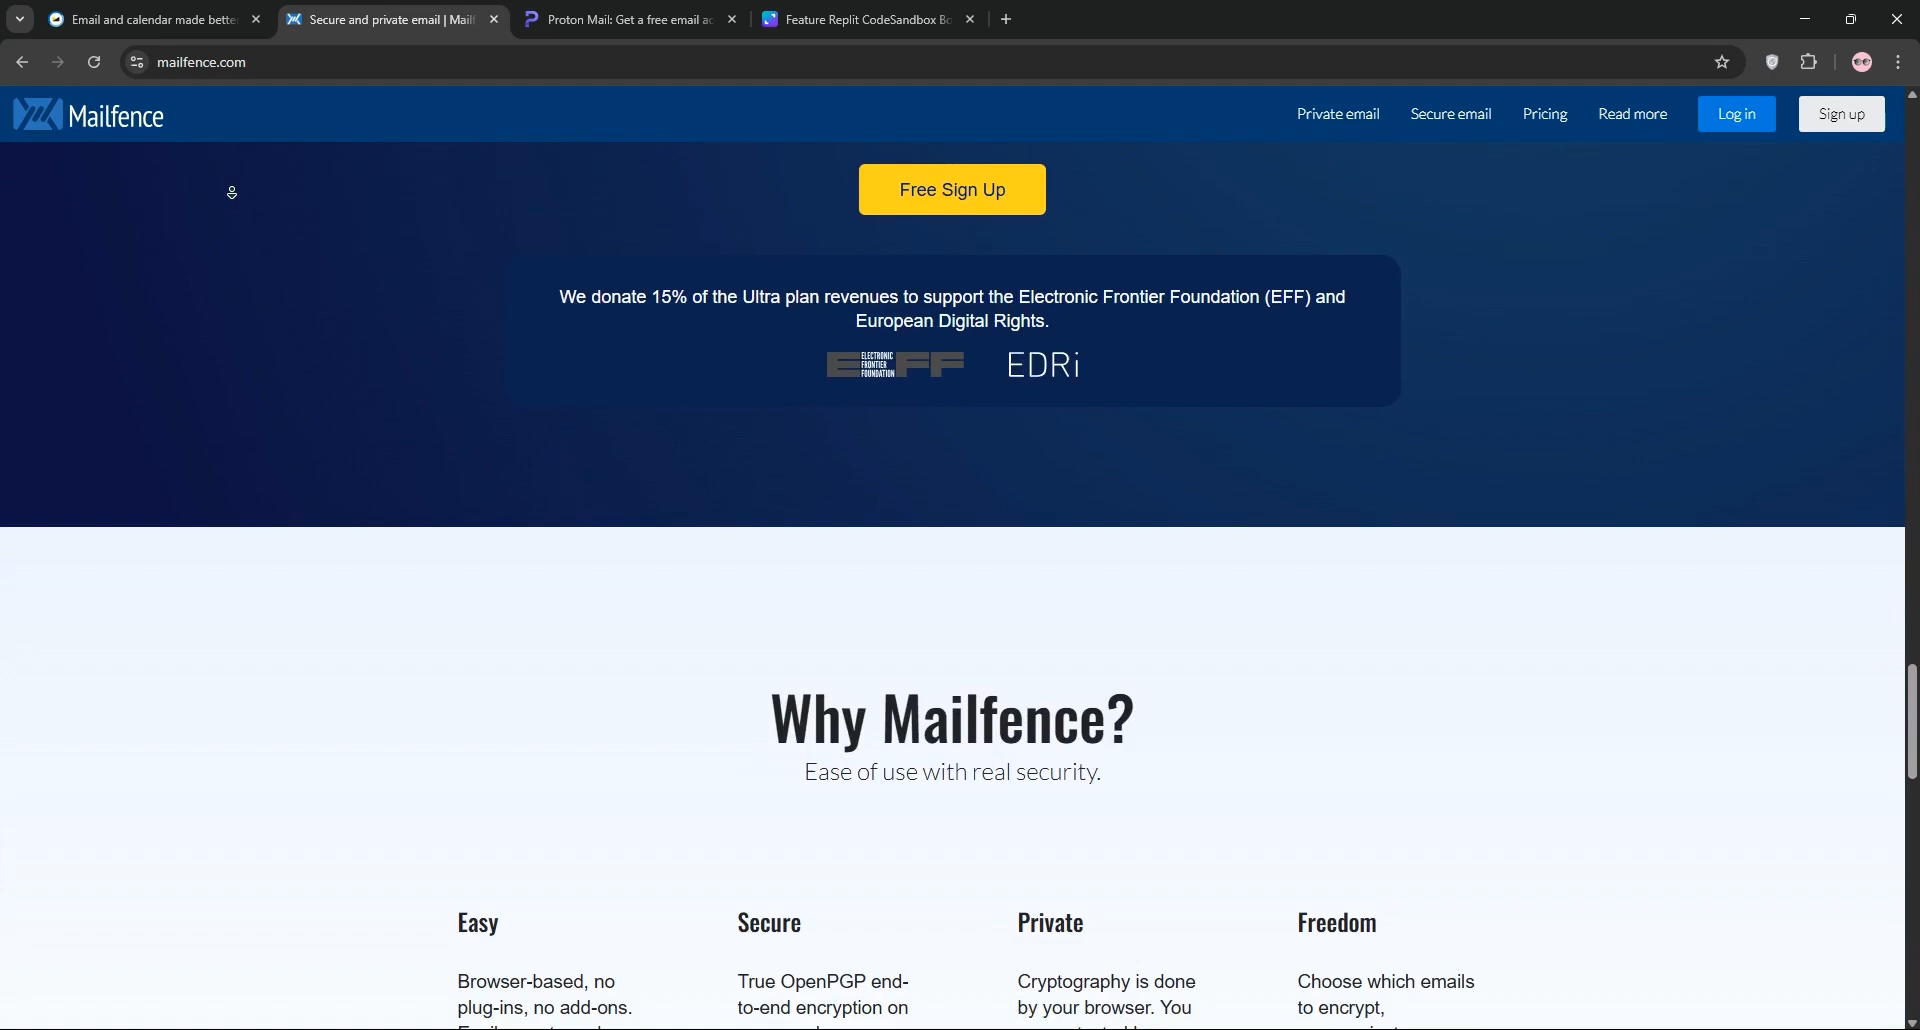 Email and calendar made bette
Secure and private email | Mailf
Proton Mail: Get a free email ac
Feature Replit CodeSandbox Bo
mailfence.com
Mailfence
Private email
Secure email
Pricing
Read more
Log in
Sign up
Free Sign Up
We donate 15% of the Ultra plan revenues to support the Electronic Frontier Foundation (EFF) and
European Digital Rights.
EFF
ELECTRONIC
FRONTIER
FOUNDATION
EDRi
Why Mailfence?
Ease of use with real security.
Easy
Browser-based, no
plug-ins, no add-ons.
Secure
True OpenPGP end-
to-end encryption on
Private
Cryptography is done
by your browser. You
Freedom
Choose which emails
to encrypt,